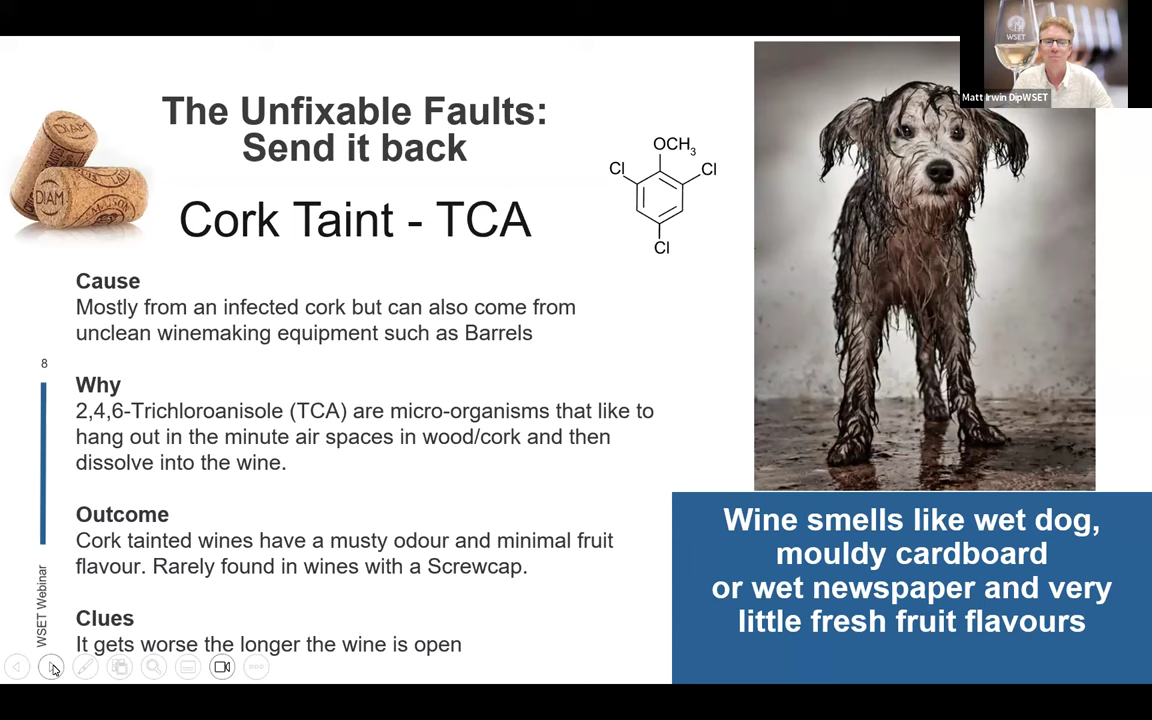 WSET
Matt Irwin DipWSET
The Unfixable Faults:
Send it back
DIAM
DIAM
Cork Taint - TCA
OCH3
Cl
Cl
Cl
Cause
Mostly from an infected cork but can also come from
unclean winemaking equipment such as Barrels
8
Why
2,4,6-Trichloroanisole (TCA) are micro-organisms that like to
hang out in the minute air spaces in wood/cork and then
dissolve into the wine.
Outcome
Cork tainted wines have a musty odour and minimal fruit
flavour. Rarely found in wines with a Screwcap.
Clues
It gets worse the longer the wine is open
WSET Webinar
Wine smells like wet dog,
mouldy cardboard
or wet newspaper and very
little fresh fruit flavours